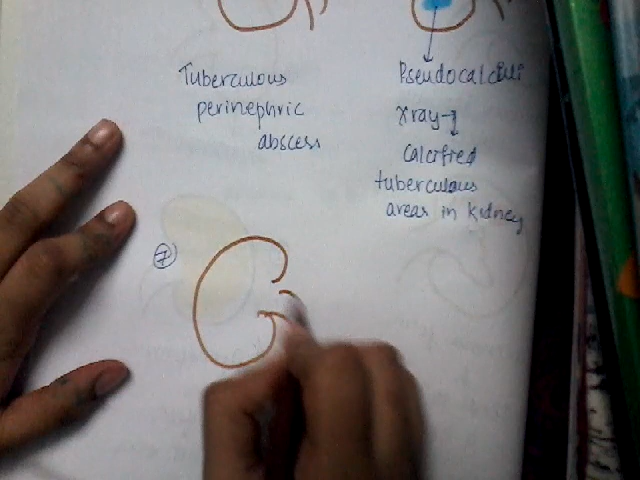 Tuberculous
perinephric
abscess
Pseudocalculi
xray→
calcified
tuberculous
areas in kidney
7